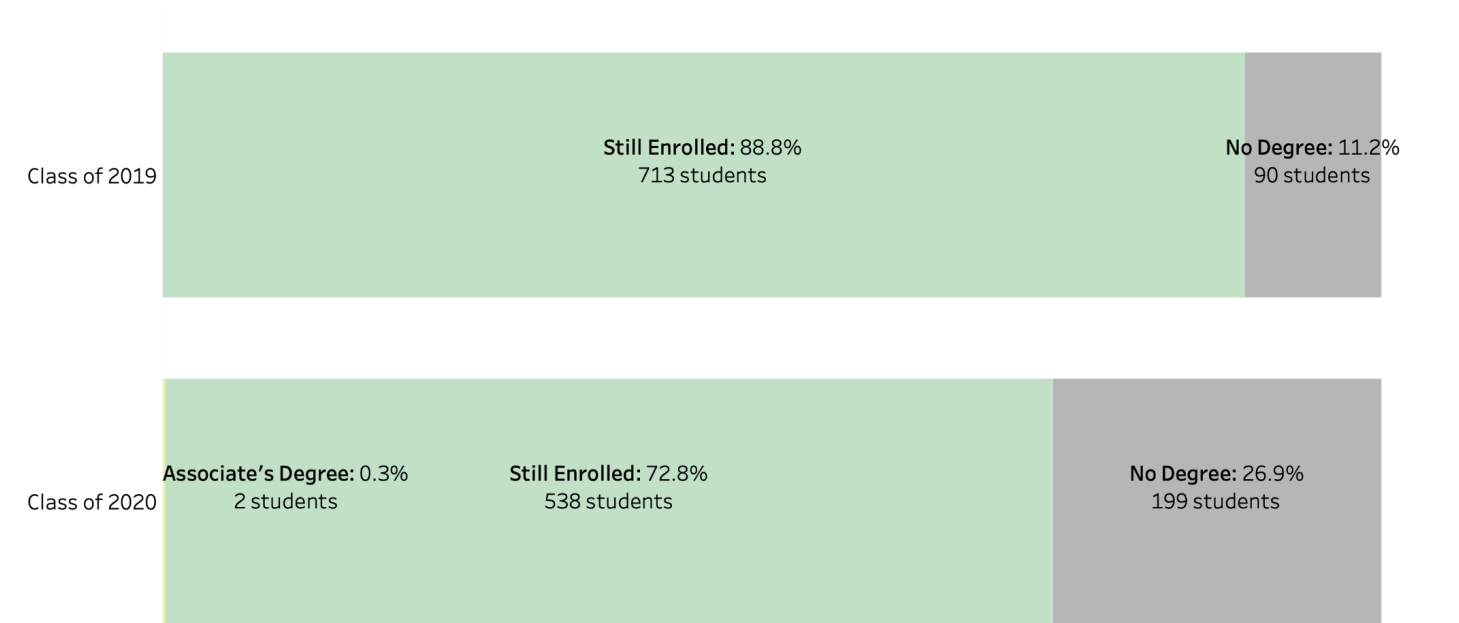 Still Enrolled: 88.8%
713 students
No Degree: 11.2%
90 students
Class of 2019
Associate's Degree: 0.3%
2 students
Still Enrolled: 72.8%
538 students
No Degree: 26.9%
199 students
Class of 2020